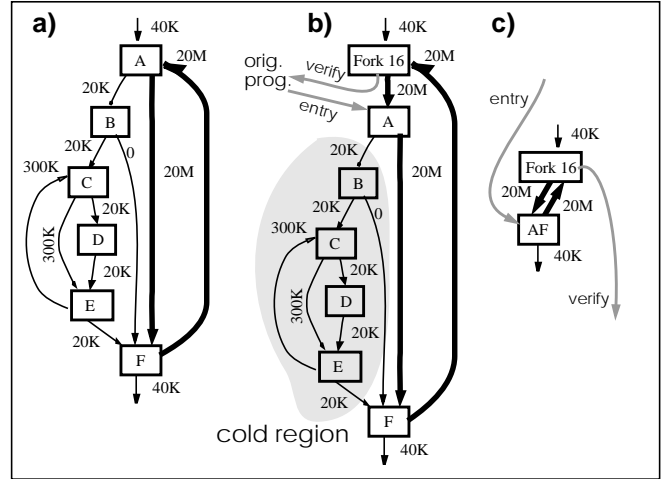 a)
40K
A
20M
20K
B
20K
0
300K
C
20K
20M
D
300K
20K
E
20K
F
40K
b)
40K
Fork 16
20M
orig.
prog.
verify
entry
20M
A
20K
B
20K
0
20M
300K
C
20K
300K
D
20K
E
20K
cold region
F
40K
c)
entry
40K
Fork 16
20M
20M
AF
40K
verify